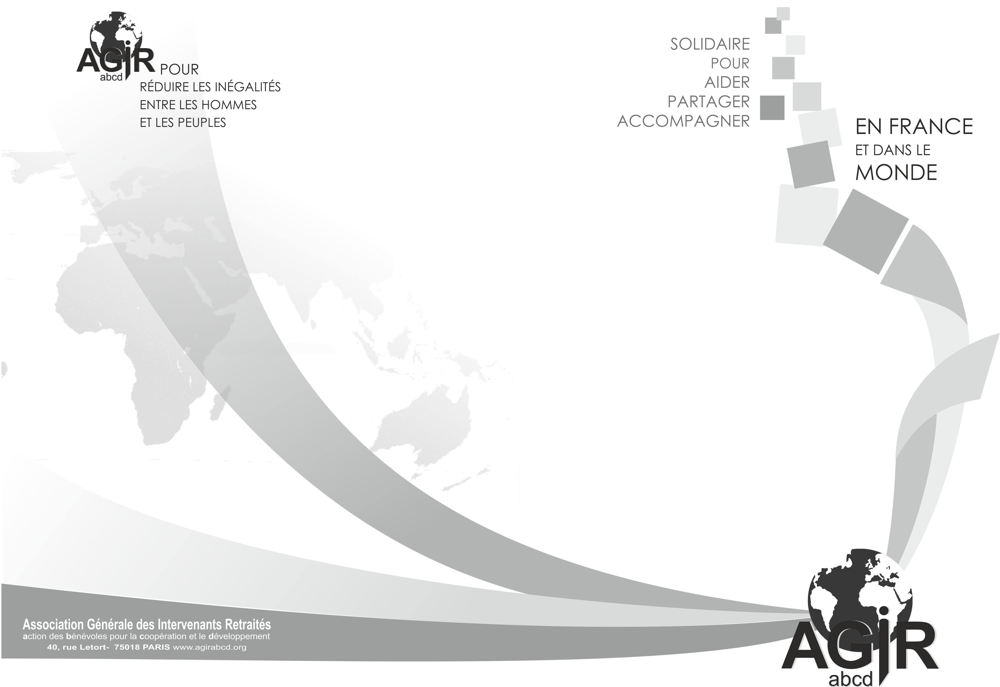 AGiR POUR
abcd
RÉDUIRE LES INÉGALITÉS
ENTRE LES HOMMES
ET LES PEUPLES
SOLIDAIRE
POUR
AIDER
PARTAGER
ACCOMPAGNER
EN FRANCE
ET DANS LE
MONDE
Association Générale des Intervenants Retraités
action des bénévoles pour la coopération et le développement
40, rue Letort- 75018 PARIS www.agirabcd.org
AGiR
abcd